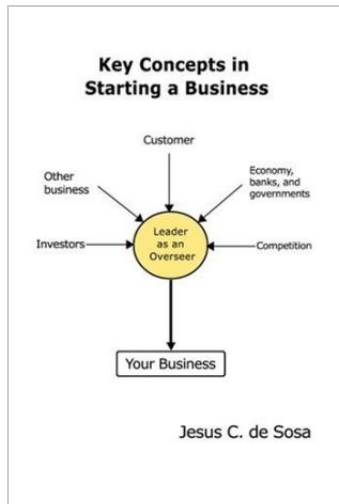 Key Concepts in
Starting a Business
Customer
Other
business
Economy,
banks, and
governments
Investors
Leader
as an
Overseer
Competition
Your Business
Jesus C. de Sosa